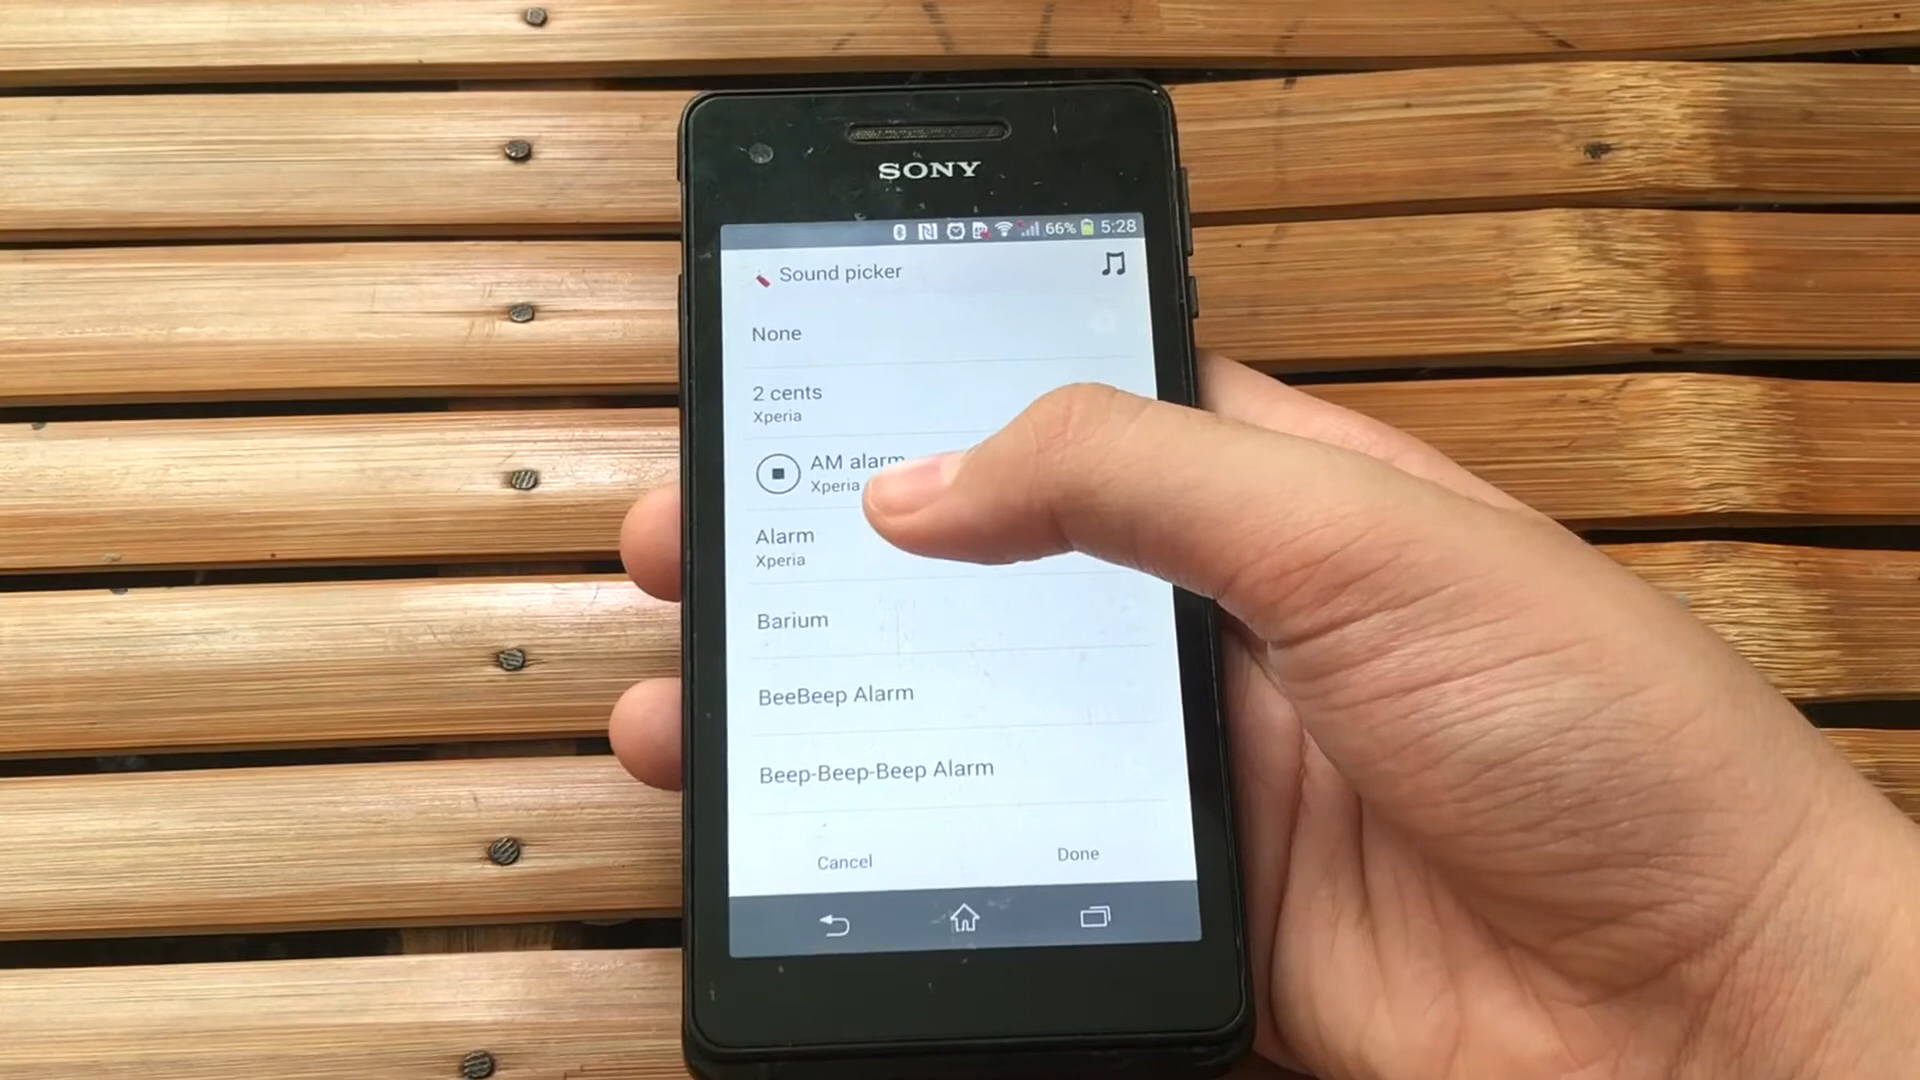 SONY
66% 5:28
Sound picker
None
2 cents
Xperia
AM alarm
Xperia
Alarm
Xperia
Barium
BeeBeep Alarm
Beep-Beep-Beep Alarm
Cancel Done